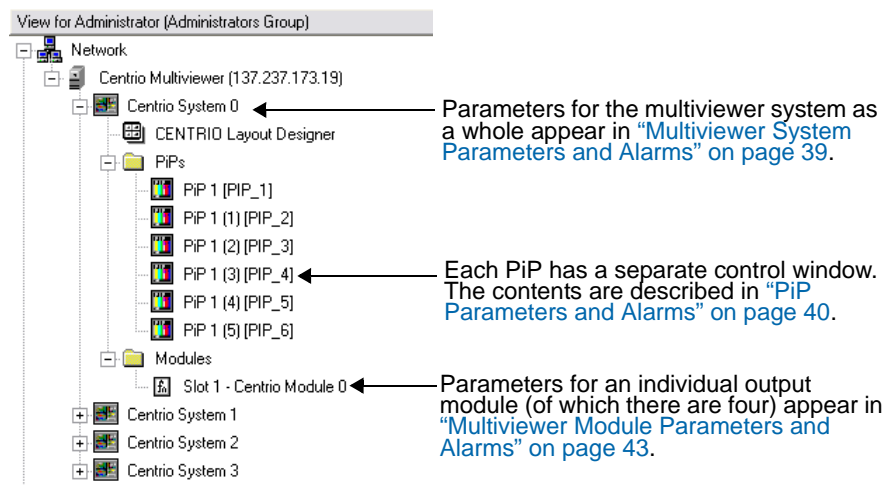 View for Administrator (Administrators Group)
Network
Centrio Multiviewer (137.237.173.19)
Centrio System 0
CENTRIO Layout Designer
PiPs
PiP 1 [PIP_1]
PiP 1 (1) [PIP_2]
PiP 1 (2) [PIP_3]
PiP 1 (3) [PIP_4]
PiP 1 (4) [PIP_5]
PiP 1 (5) [PIP_6]
Modules
Slot 1 - Centrio Module 0
Centrio System 1
Centrio System 2
Centrio System 3
Parameters for the multiviewer system as
a whole appear in “Multiviewer System
Parameters and Alarms” on page 39.
Each PiP has a separate control window.
The contents are described in “PiP
Parameters and Alarms” on page 40.
Parameters for an individual output
module (of which there are four) appear in
“Multiviewer Module Parameters and
Alarms” on page 43.